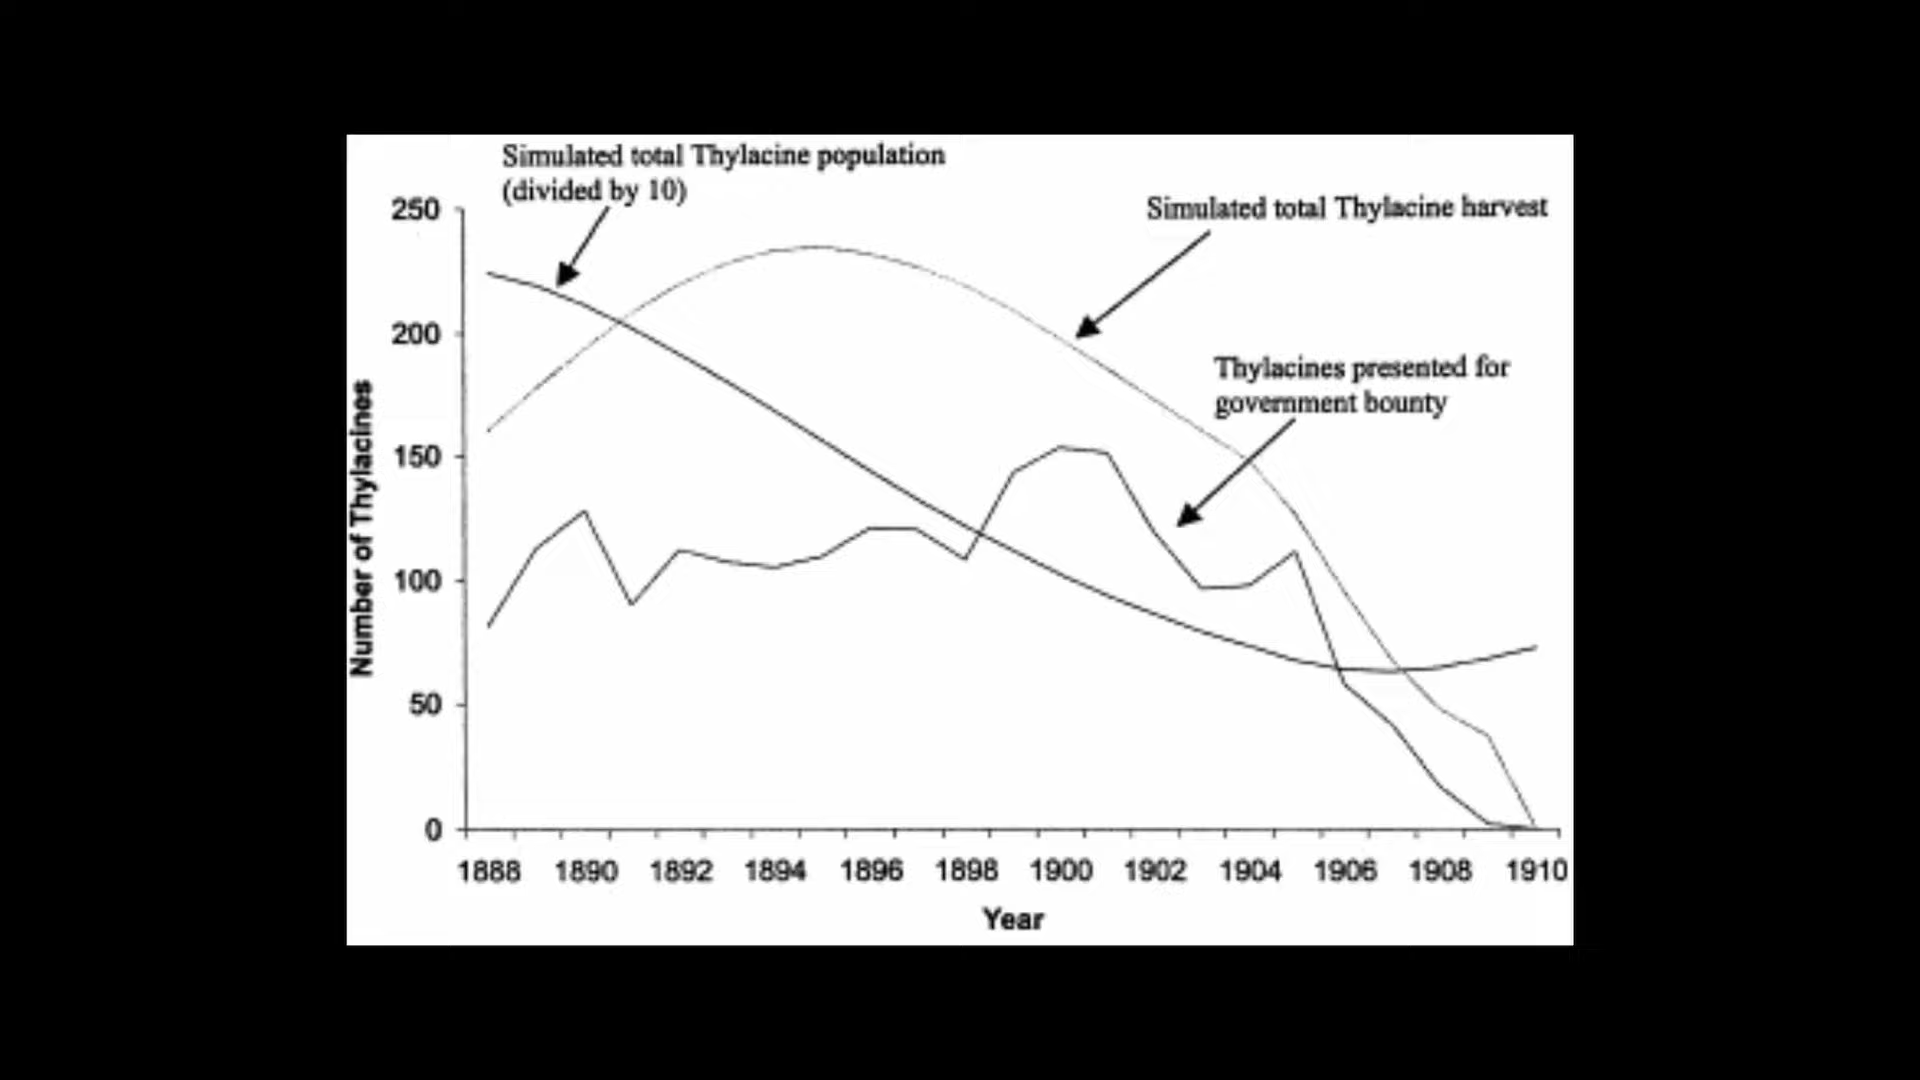 Simulated total Thylacine population
(divided by 10)
Simulated total Thylacine harvest
Thylacines presented for
government bounty
Number of Thylacines
250
200
150
100
50
0
1888 1890 1892 1894 1896 1898 1900 1902 1904 1906 1908 1910
Year